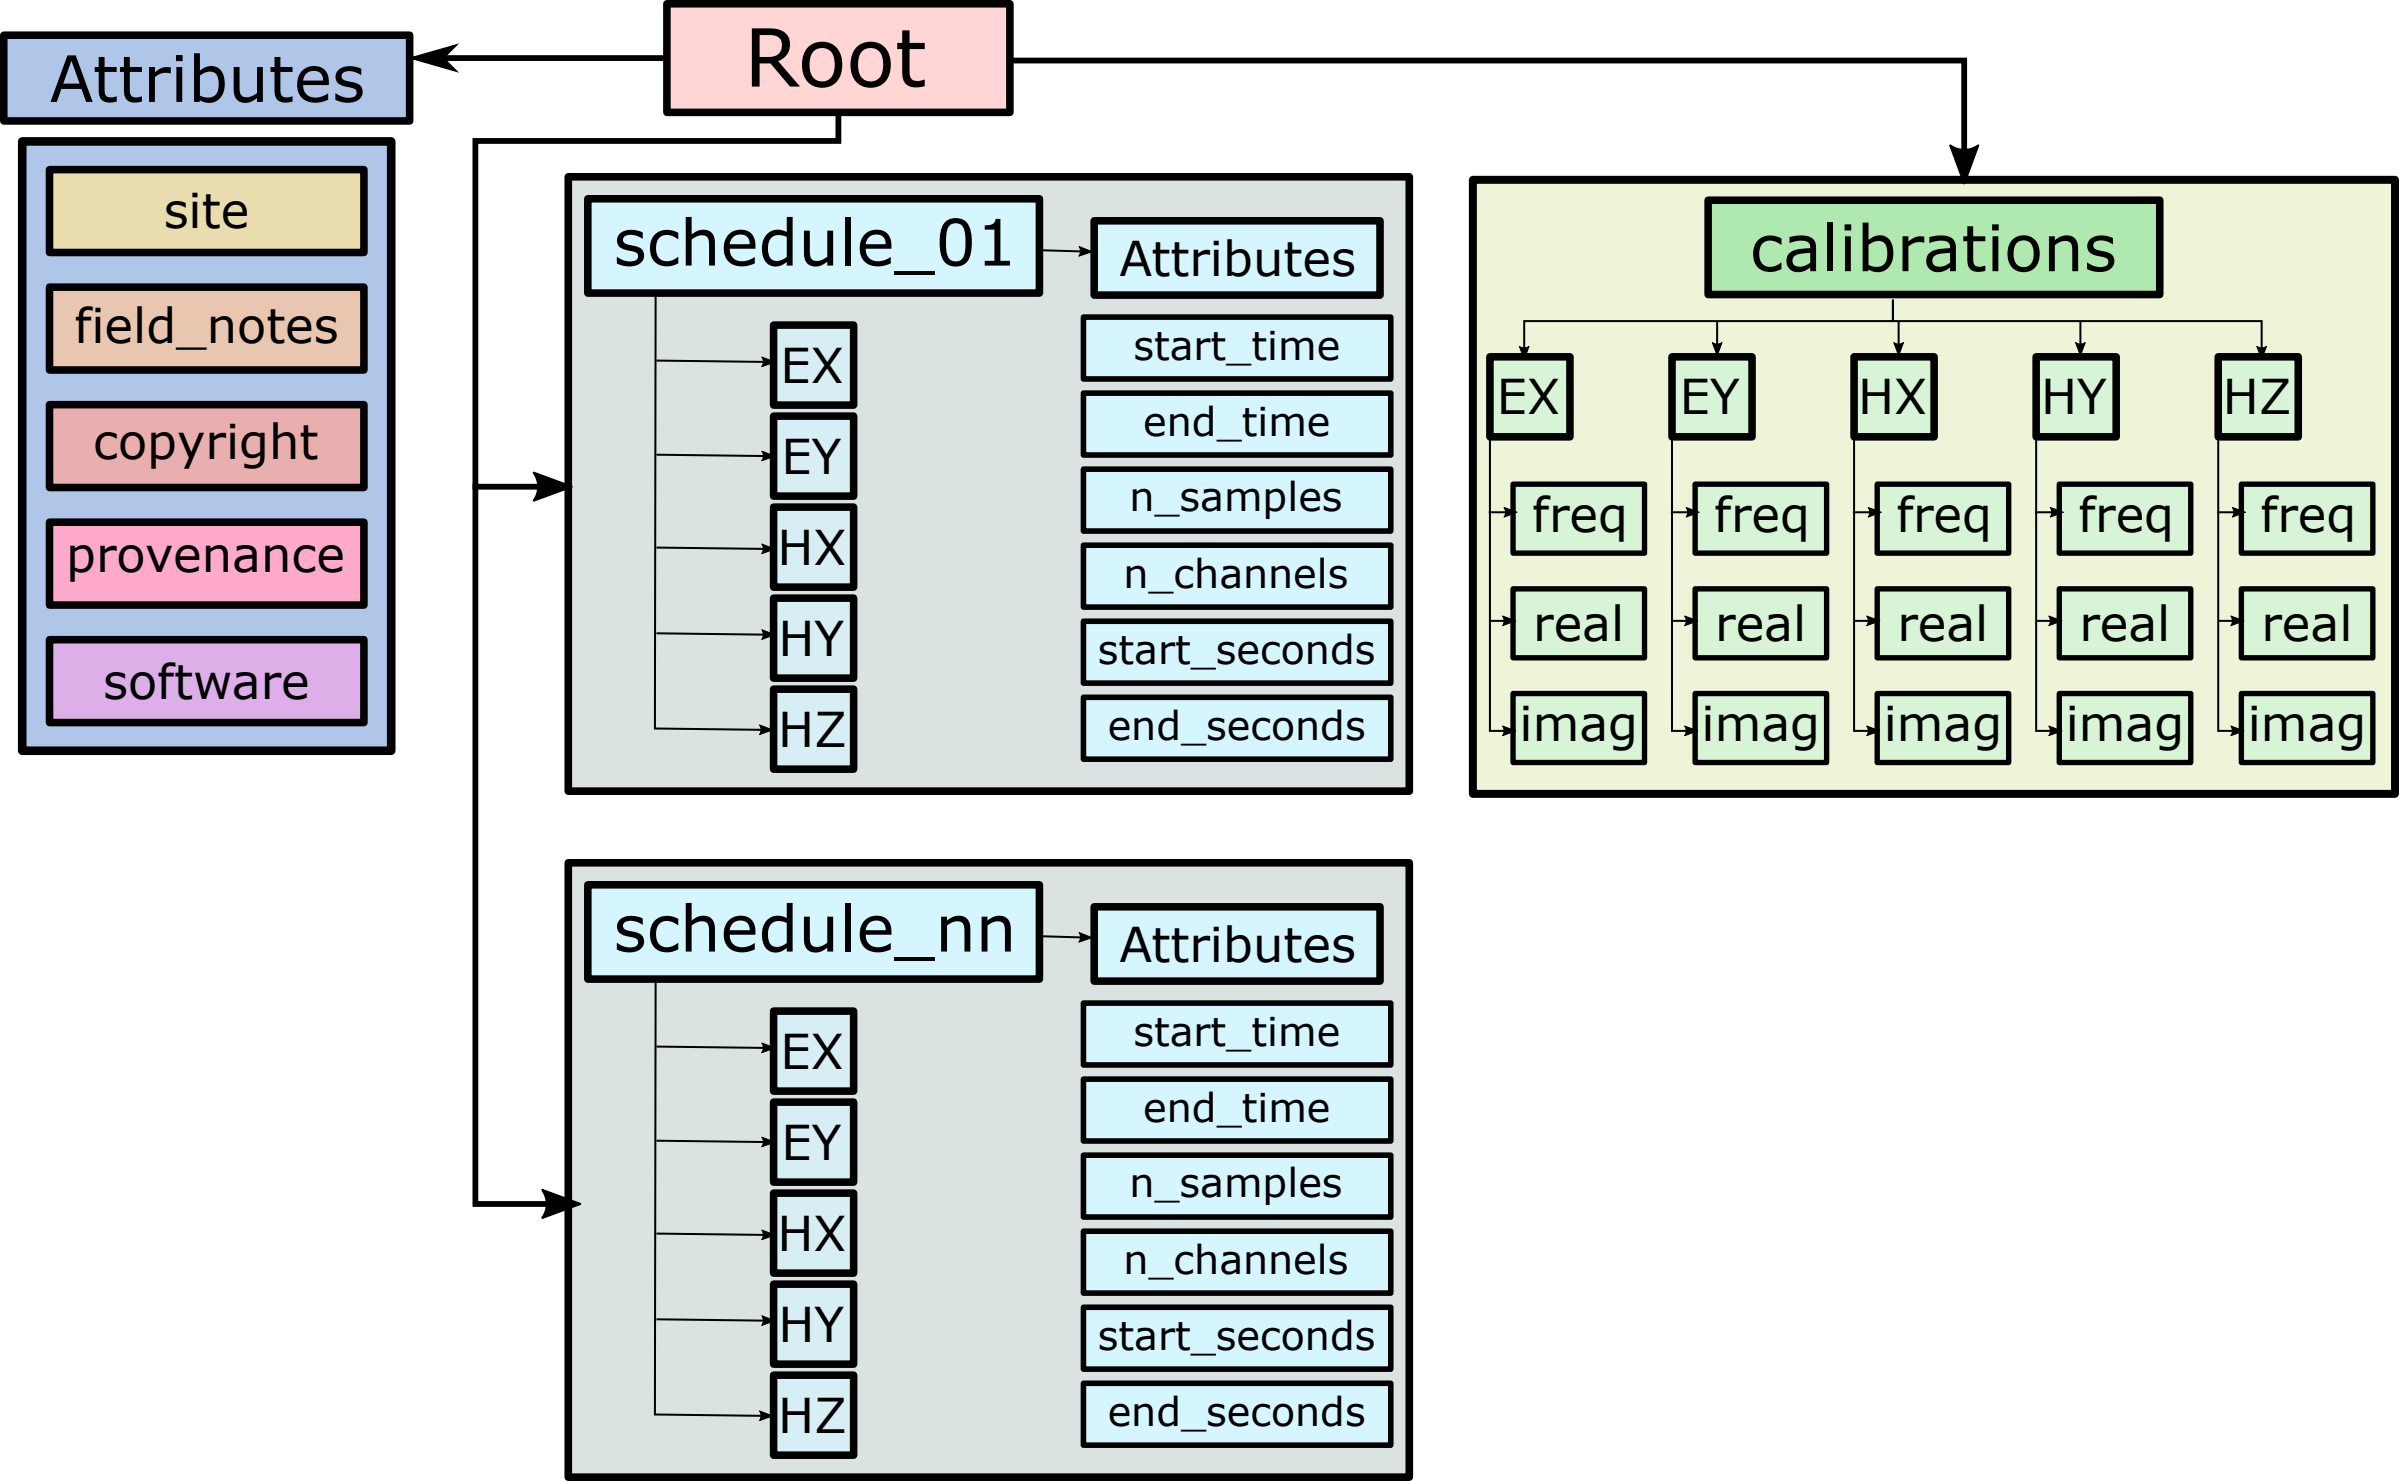 Root
Attributes
site
field_notes
copyright
provenance
software
schedule_01
Attributes
EX
EY
HX
HY
HZ
start_time
end_time
n_samples
n_channels
start_seconds
end_seconds
calibrations
EX EY HX HY HZ
freq freq freq freq freq
real real real real real
imag imag imag imag imag
schedule_nn
Attributes
EX
EY
HX
HY
HZ
start_time
end_time
n_samples
n_channels
start_seconds
end_seconds